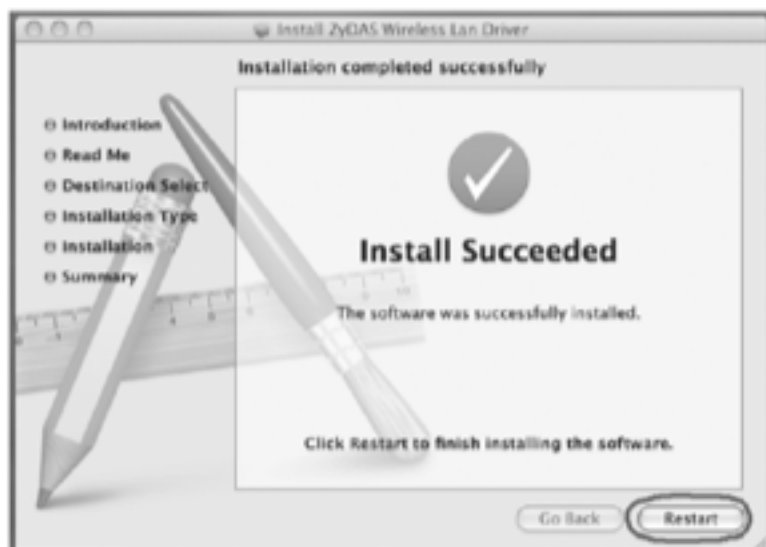 Install ZyDAS Wireless Lan Driver
Installation completed successfully
Introduction
Read Me
Destination Select
Installation Type
Installation
Summary
Install Succeeded
The software was successfully installed.
Click Restart to finish installing the software.
Go Back
Restart